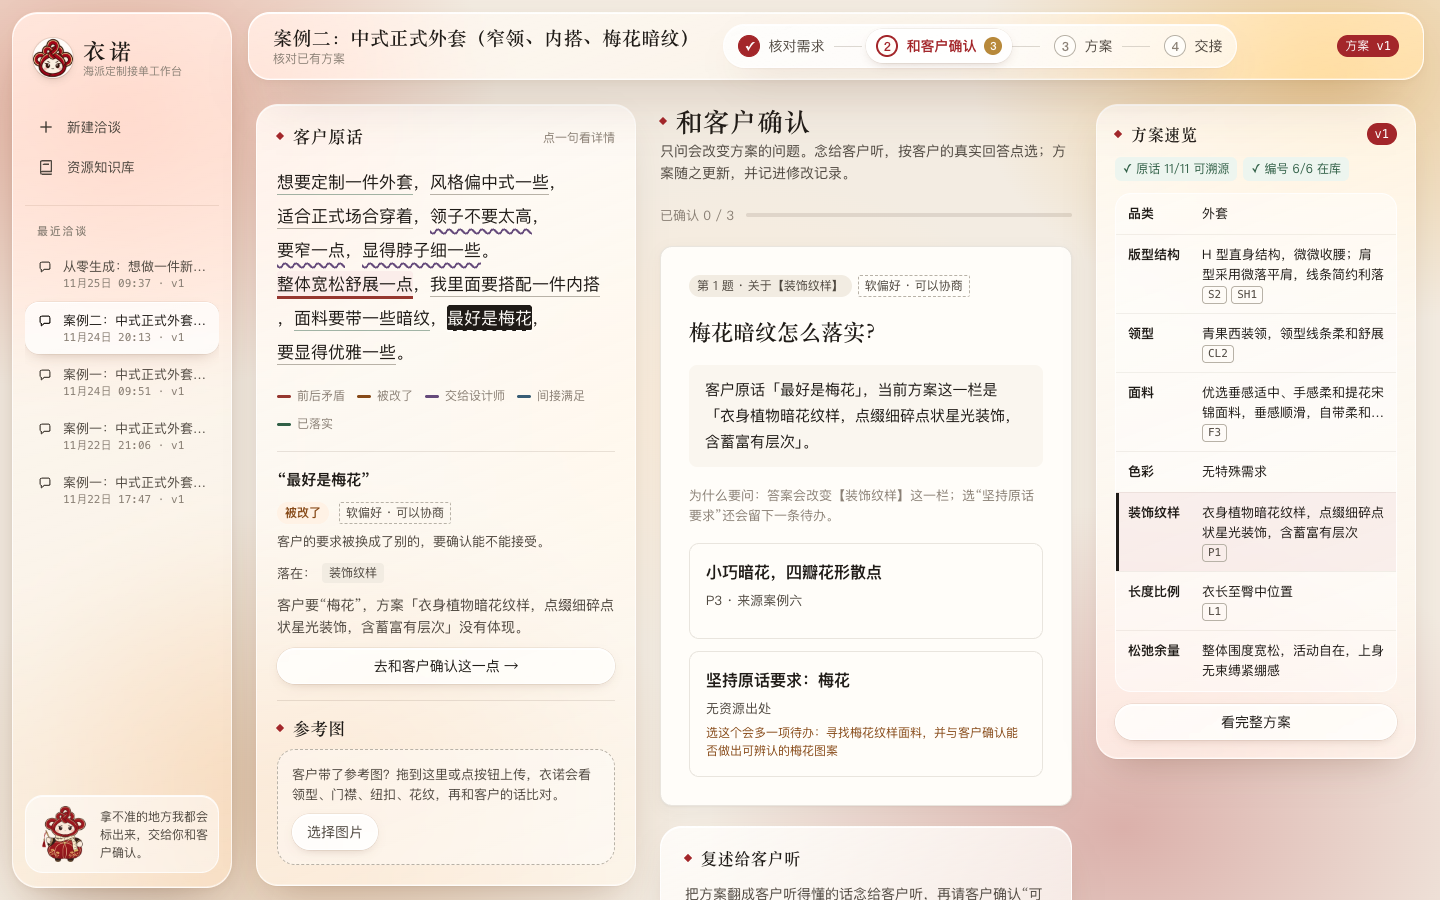 衣诺
海派定制接单工作台
新建洽谈
资源知识库
最近洽谈
从零生成：想做一件新...
11月25日 09:37 · v1
案例二：中式正式外套...
11月24日 20:13 · v1
案例一：中式正式外套...
11月24日 09:51 · v1
案例一：中式正式外套...
11月22日 21:06 · v1
案例一：中式正式外套...
11月22日 17:47 · v1
拿不准的地方我都会
标出来，交给你和客
户确认。
案例二：中式正式外套（窄领、内搭、梅花暗纹）
核对已有方案
✓ 核对需求
2 和客户确认 3
3 方案
4 交接
方案 v1
客户原话
点一句看详情
想要定制一件外套，风格偏中式一些，
适合正式场合穿着，领子不要太高，
要窄一点，显得脖子细一些。
整体宽松舒展一点，我里面要搭配一件内搭
，面料要带一些暗纹，最好是梅花，
要显得优雅一些。
前后矛盾 被改了 交给设计师 间接满足
已落实
“最好是梅花”
被改了 软偏好 · 可以协商
客户的要求被换成了别的，要确认能不能接受。
落在： 装饰纹样
客户要“梅花”，方案「衣身植物暗花纹样，点缀细碎点
状星光装饰，含蓄富有层次」没有体现。
去和客户确认这一点 →
参考图
客户带了参考图？拖到这里或点按钮上传，衣诺会看
领型、门襟、纽扣、花纹，再和客户的话比对。
选择图片
和客户确认
只问会改变方案的问题。念给客户听，按客户的真实回答点选；方
案随之更新，并记进修改记录。
已确认 0 / 3
第 1 题 · 关于【装饰纹样】 软偏好 · 可以协商
梅花暗纹怎么落实？
客户原话「最好是梅花」，当前方案这一栏是
「衣身植物暗花纹样，点缀细碎点状星光装饰，
含蓄富有层次」。
为什么要问：答案会改变【装饰纹样】这一栏；选“坚持原话
要求”还会留下一条待办。
小巧暗花，四瓣花形散点
P3 · 来源案例六
坚持原话要求：梅花
无资源出处
选这个会多一项待办：寻找梅花纹样面料，并与客户确认能
否做出可辨认的梅花图案
复述给客户听
把方案翻成客户听得懂的话念给客户听，再请客户确认“可
方案速览
v1
✓ 原话 11/11 可溯源 ✓ 编号 6/6 在库
品类 外套
版型结构 H 型直身结构，微微收腰；肩
型采用微落平肩，线条简约利落
S2 SH1
领型 青果西装领，领型线条柔和舒展
CL2
面料 优选垂感适中、手感柔和提花宋
锦面料，垂感顺滑，自带柔和...
F3
色彩 无特殊需求
装饰纹样 衣身植物暗花纹样，点缀细碎点
状星光装饰，含蓄富有层次
P1
长度比例 衣长至臀中位置
L1
松弛余量 整体围度宽松，活动自在，上身
无束缚紧绷感
看完整方案